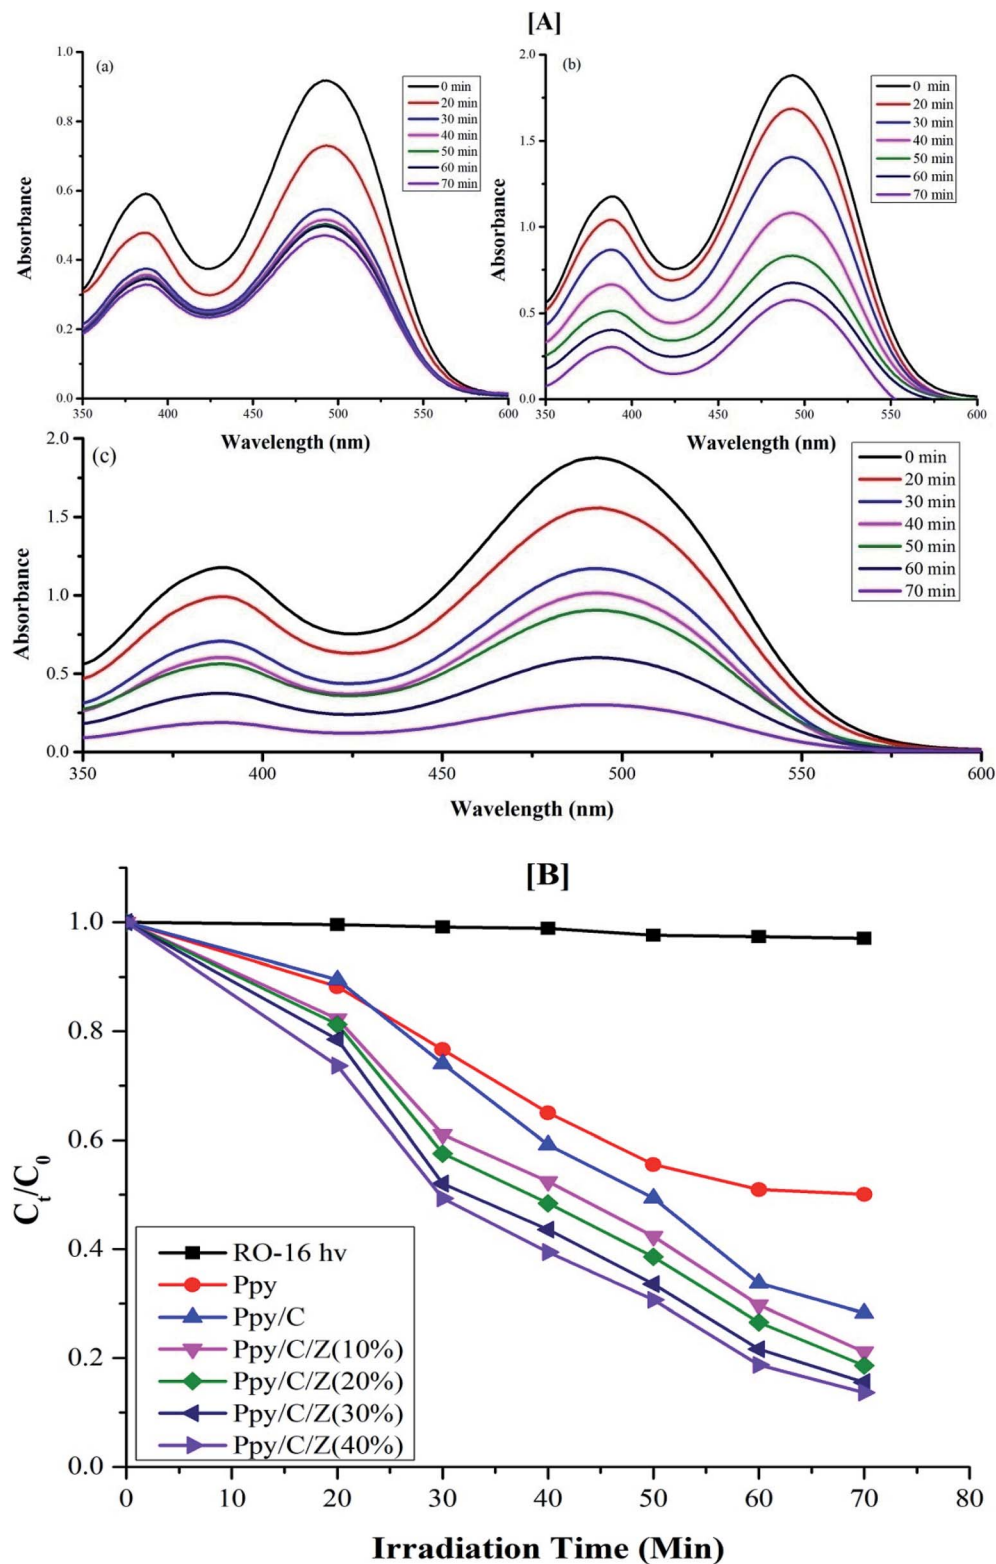 [A]
(a)
0 min
20 min
30 min
40 min
50 min
60 min
70 min
1.0
0.8
0.6
0.4
0.2
0.0
Absorbance
350 400 450 500 550 600
Wavelength (nm)
(b)
0 min
20 min
30 min
40 min
50 min
60 min
70 min
2.0
1.5
1.0
0.5
0.0
Absorbance
350 400 450 500 550 600
Wavelength (nm)
(c)
0 min
20 min
30 min
40 min
50 min
60 min
70 min
2.0
1.5
1.0
0.5
0.0
Absorbance
350 400 450 500 550 600
Wavelength (nm)
[B]
1.0
0.8
0.6
0.4
0.2
0.0
Ct/C0
RO-16 hv
Ppy
Ppy/C
Ppy/C/Z(10%)
Ppy/C/Z(20%)
Ppy/C/Z(30%)
Ppy/C/Z(40%)
0 10 20 30 40 50 60 70 80
Irradiation Time (Min)